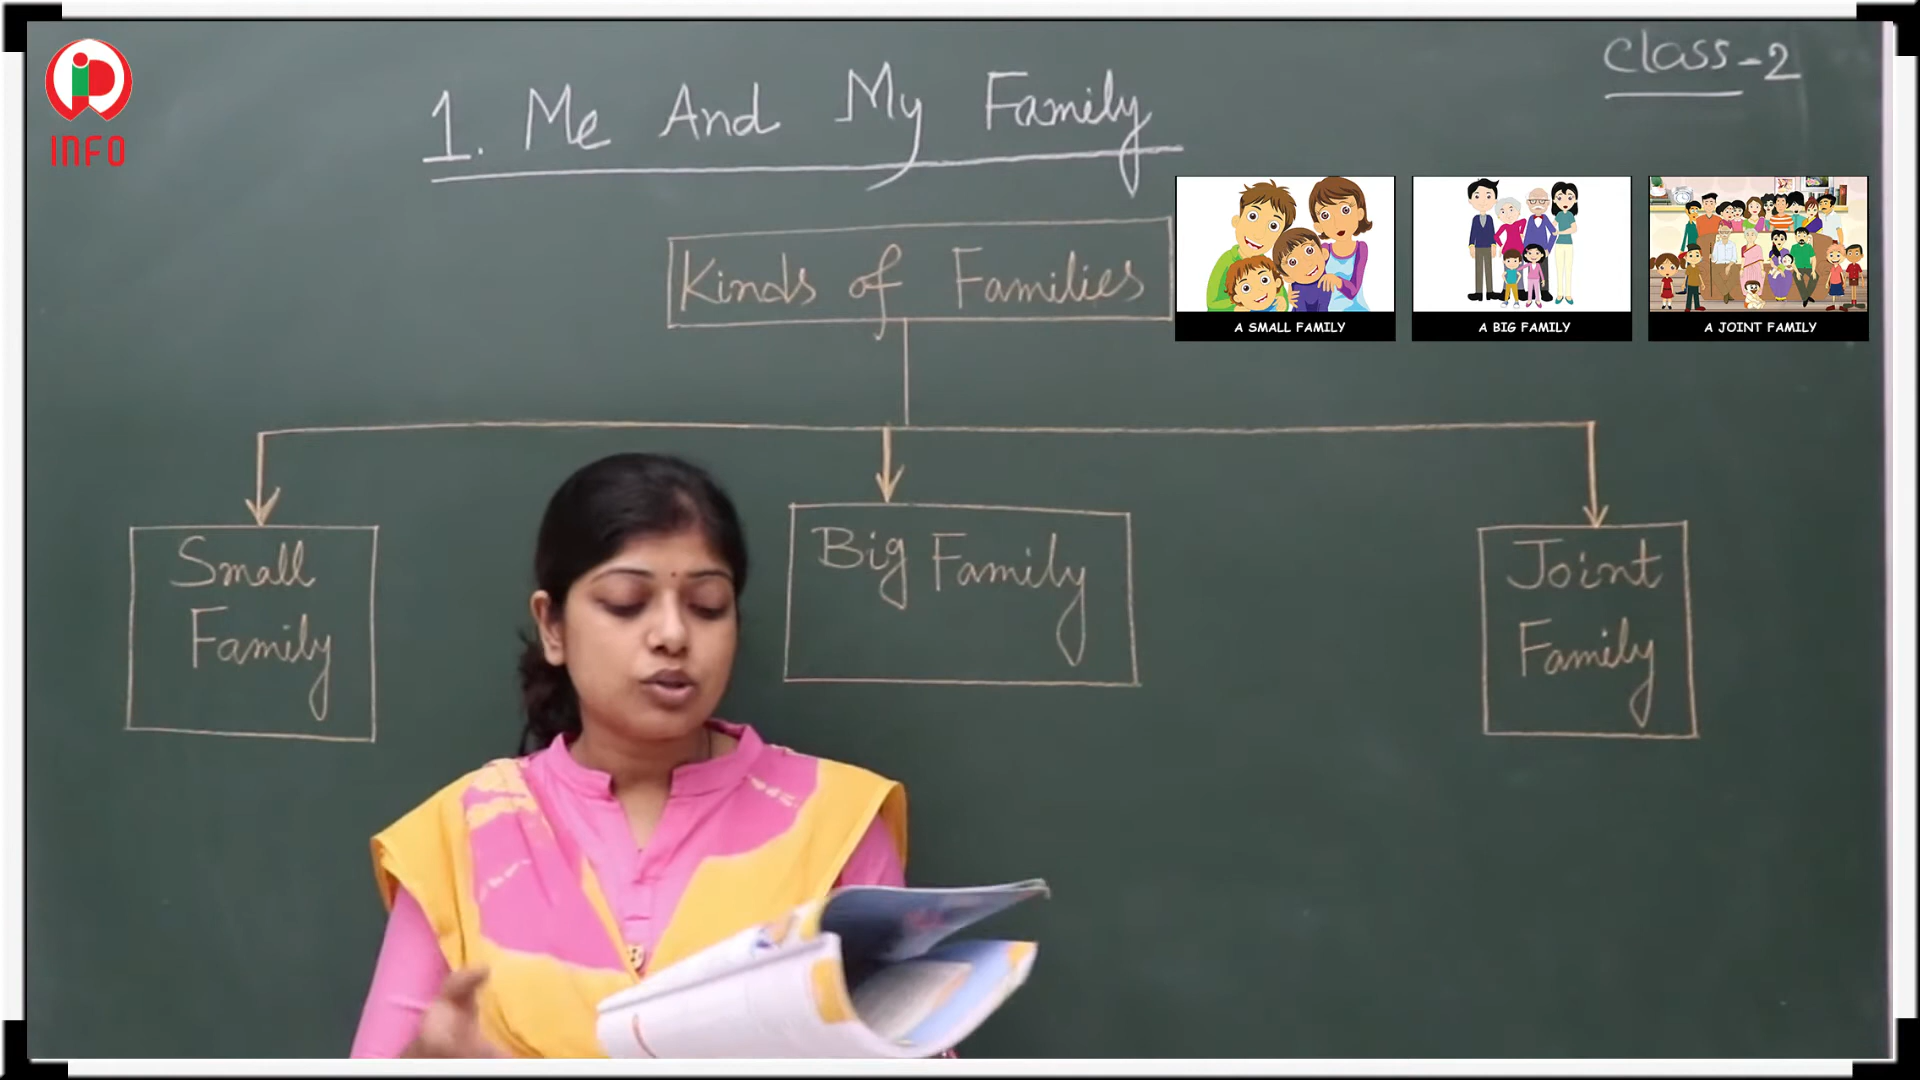 INFO
Class-2
1. Me And My Family
Kinds of Families
A SMALL FAMILY
A BIG FAMILY
A JOINT FAMILY
Small
Family
Big Family
Joint
Family